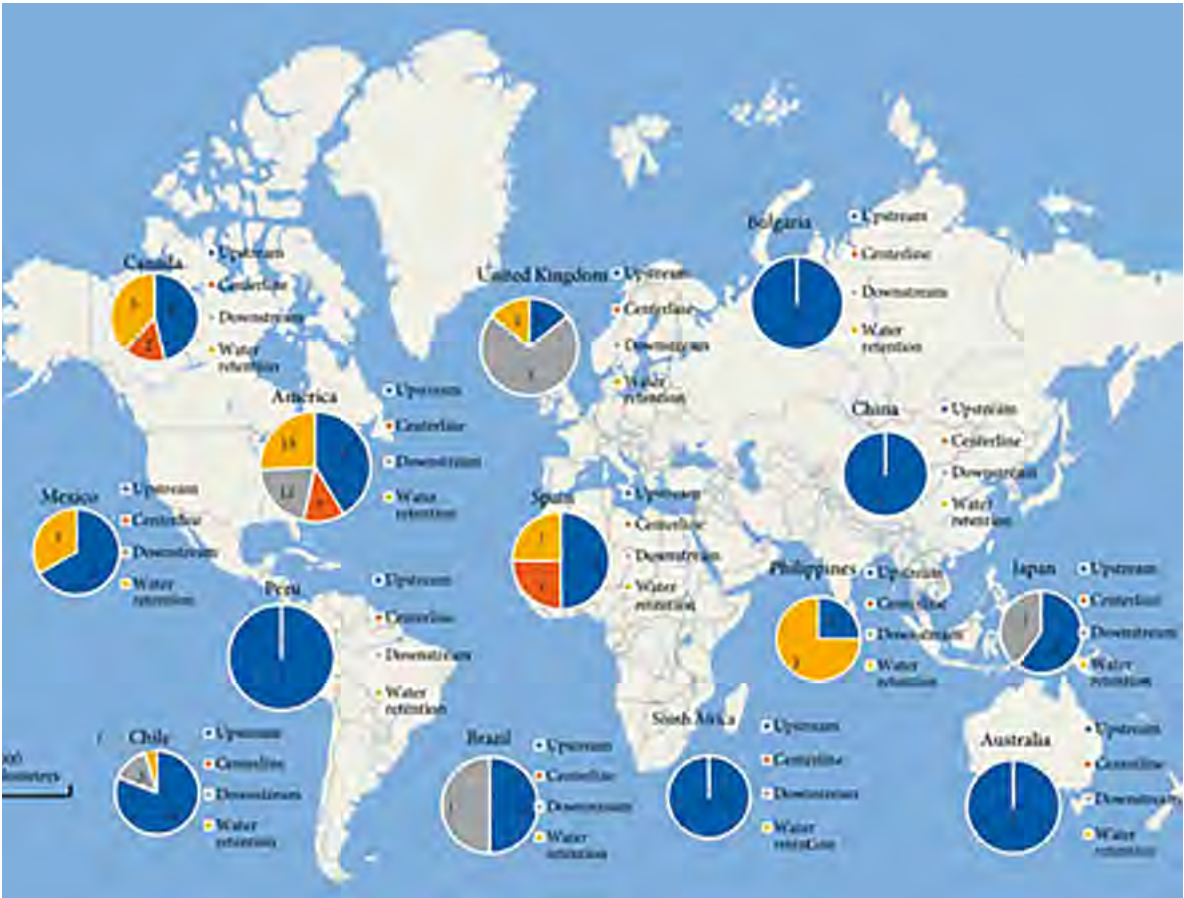 Canada
Upstream
Centerline
Downstream
Water
retention
5
2
United Kingdom
Upstream
Centerline
Downstream
Water
retention
Bulgaria
Upstream
Centerline
Downstream
Water
retention
America
Upstream
Centerline
Downstream
Water
retention
15
12
China
Upstream
Centerline
Downstream
Water
retention
Mexico
Upstream
Centerline
Downstream
Water
retention
Spain
Upstream
Centerline
Downstream
Water
retention
1
Philippines
Upstream
Centerline
Downstream
Water
retention
Japan
Upstream
Centerline
Downstream
Water
retention
Peru
Upstream
Centerline
Downstream
Water
retention
South Africa
Upstream
Centerline
Downstream
Water
retention
Chile
Upstream
Centerline
Downstream
Water
retention
Brazil
Upstream
Centerline
Downstream
Water
retention
Australia
Upstream
Centerline
Downstream
Water
retention